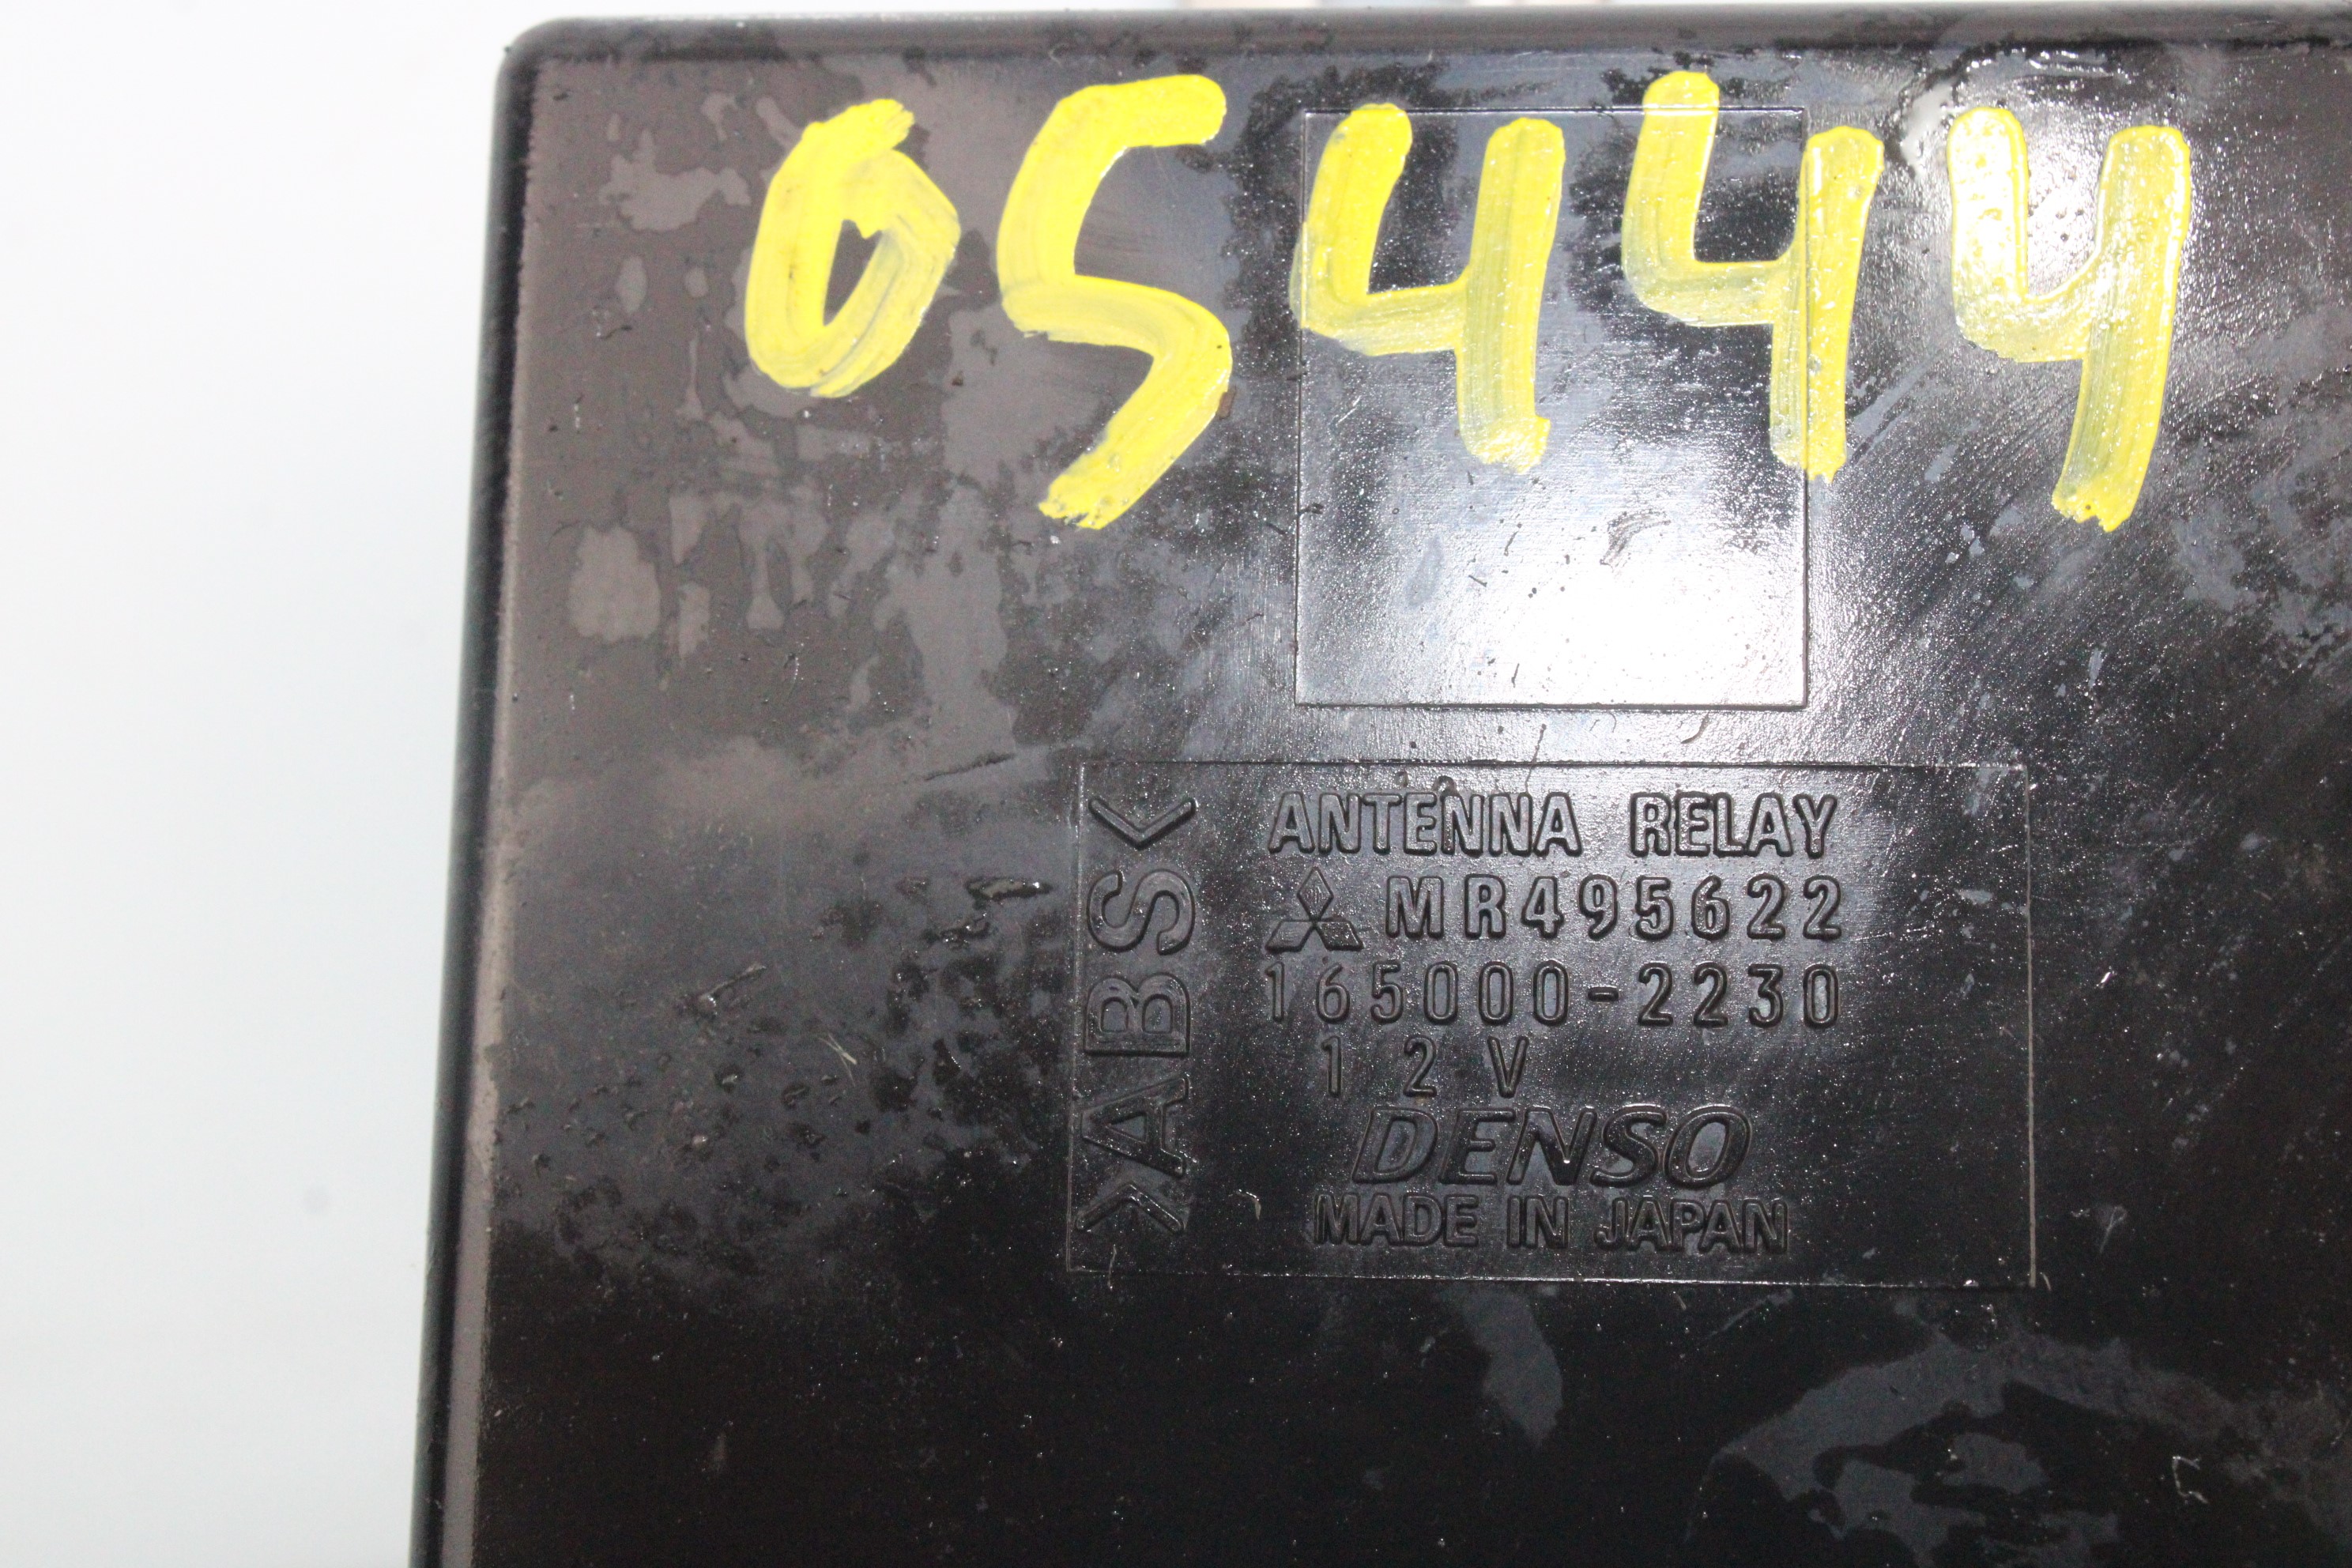 05444
ANTENNA RELAY
MR495622
165000-2230
12V
DENSO
MADE IN JAPAN
>ABS<